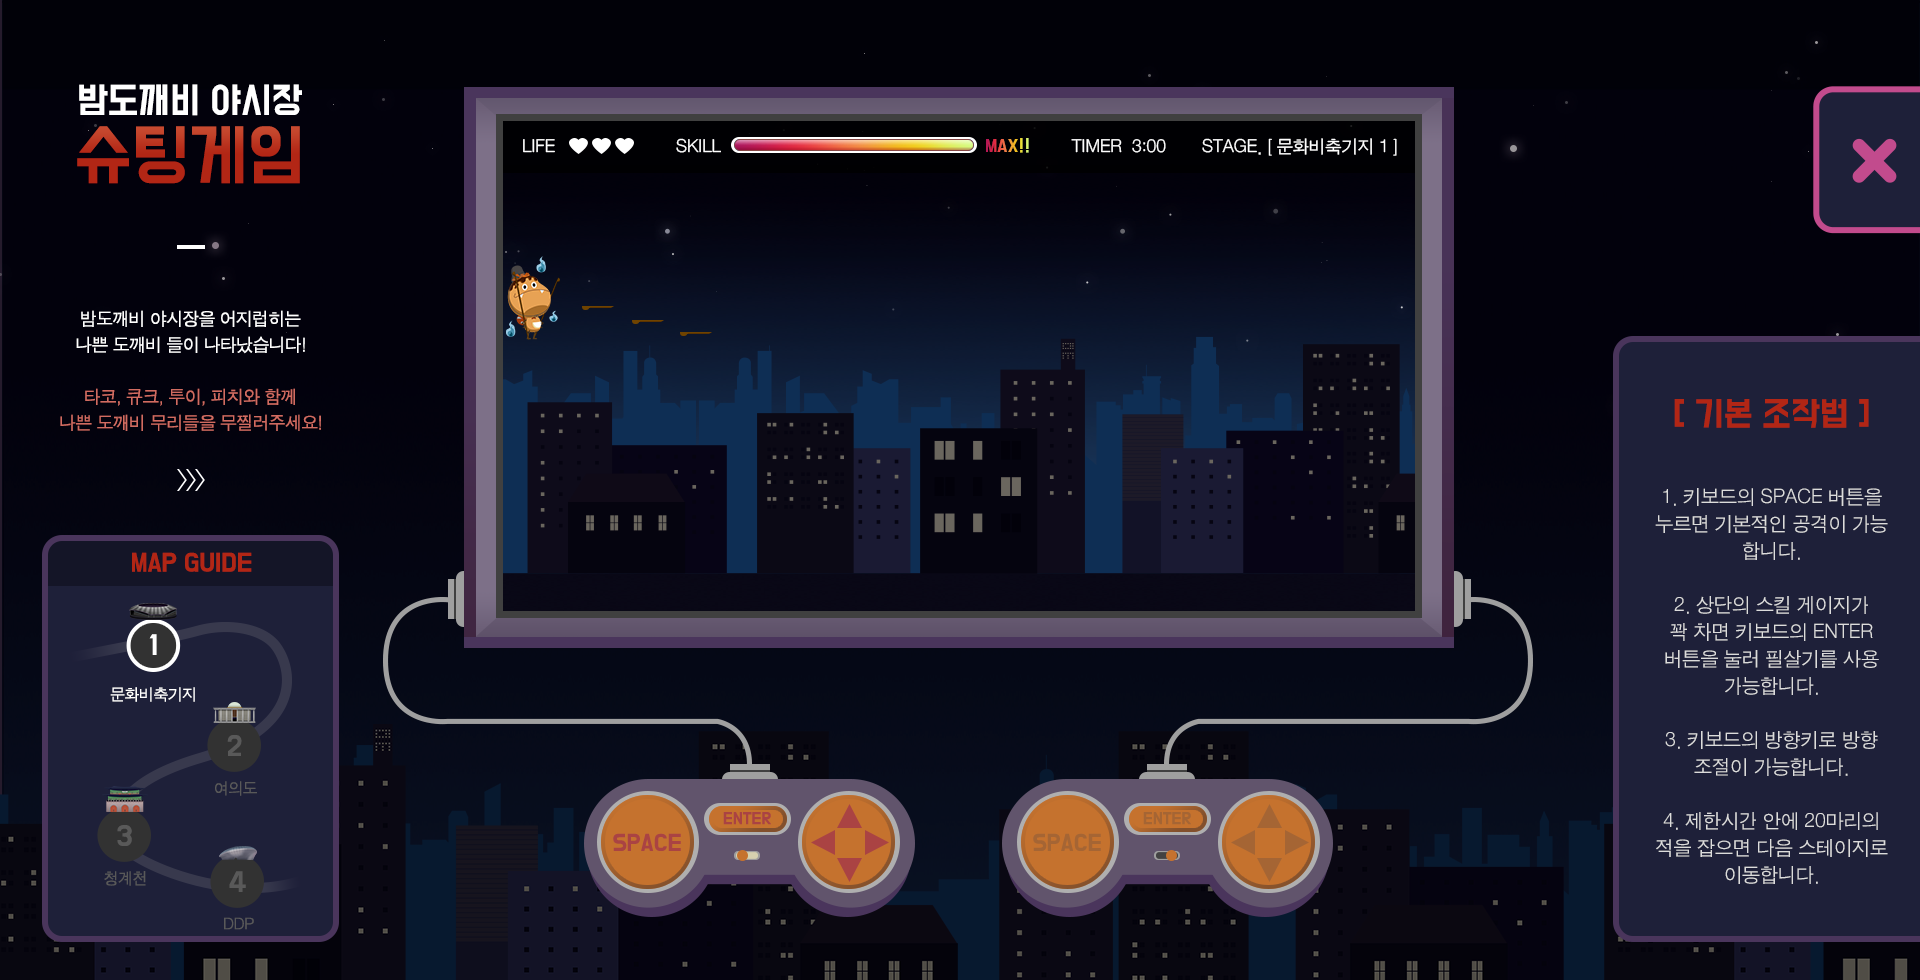 밤도깨비 야시장
슈팅게임
밤도깨비 야시장을 어지럽히는
나쁜 도깨비 들이 나타났습니다!
타코, 큐크, 투이, 피치와 함께
나쁜 도깨비 무리들을 무찔러주세요!
MAP GUIDE
1
문화비축기지
2
여의도
3
청계천
4
DDP
LIFE SKILL MAX!! TIMER 3:00 STAGE. [ 문화비축기지 1 ]
SPACE ENTER
SPACE ENTER
[ 기본 조작법 ]
1. 키보드의 SPACE 버튼을
누르면 기본적인 공격이 가능
합니다.
2. 상단의 스킬 게이지가
꽉 차면 키보드의 ENTER
버튼을 눌러 필살기를 사용
가능합니다.
3. 키보드의 방향키로 방향
조절이 가능합니다.
4. 제한시간 안에 20마리의
적을 잡으면 다음 스테이지로
이동합니다.